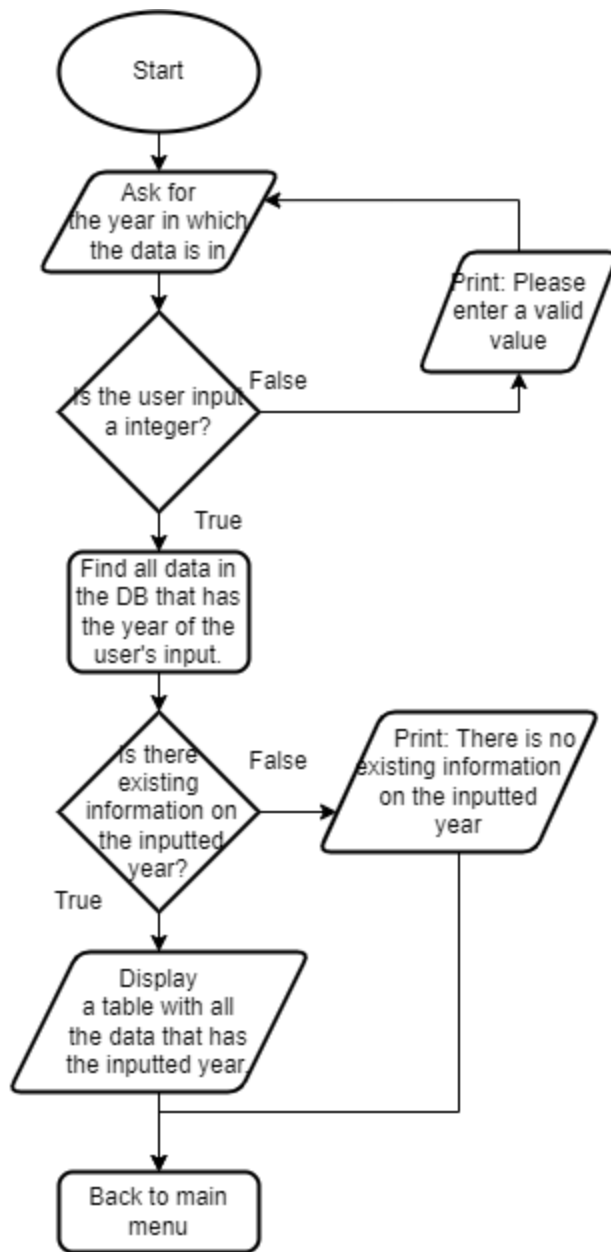 Start
Ask for
the year in which
the data is in
Print: Please
enter a valid
value
Is the user input
a integer?
False
True
Find all data in
the DB that has
the year of the
user's input.
Is there
existing
information on
the inputted
year?
False
Print: There is no
existing information
on the inputted
year
True
Display
a table with all
the data that has
the inputted year.
Back to main
menu